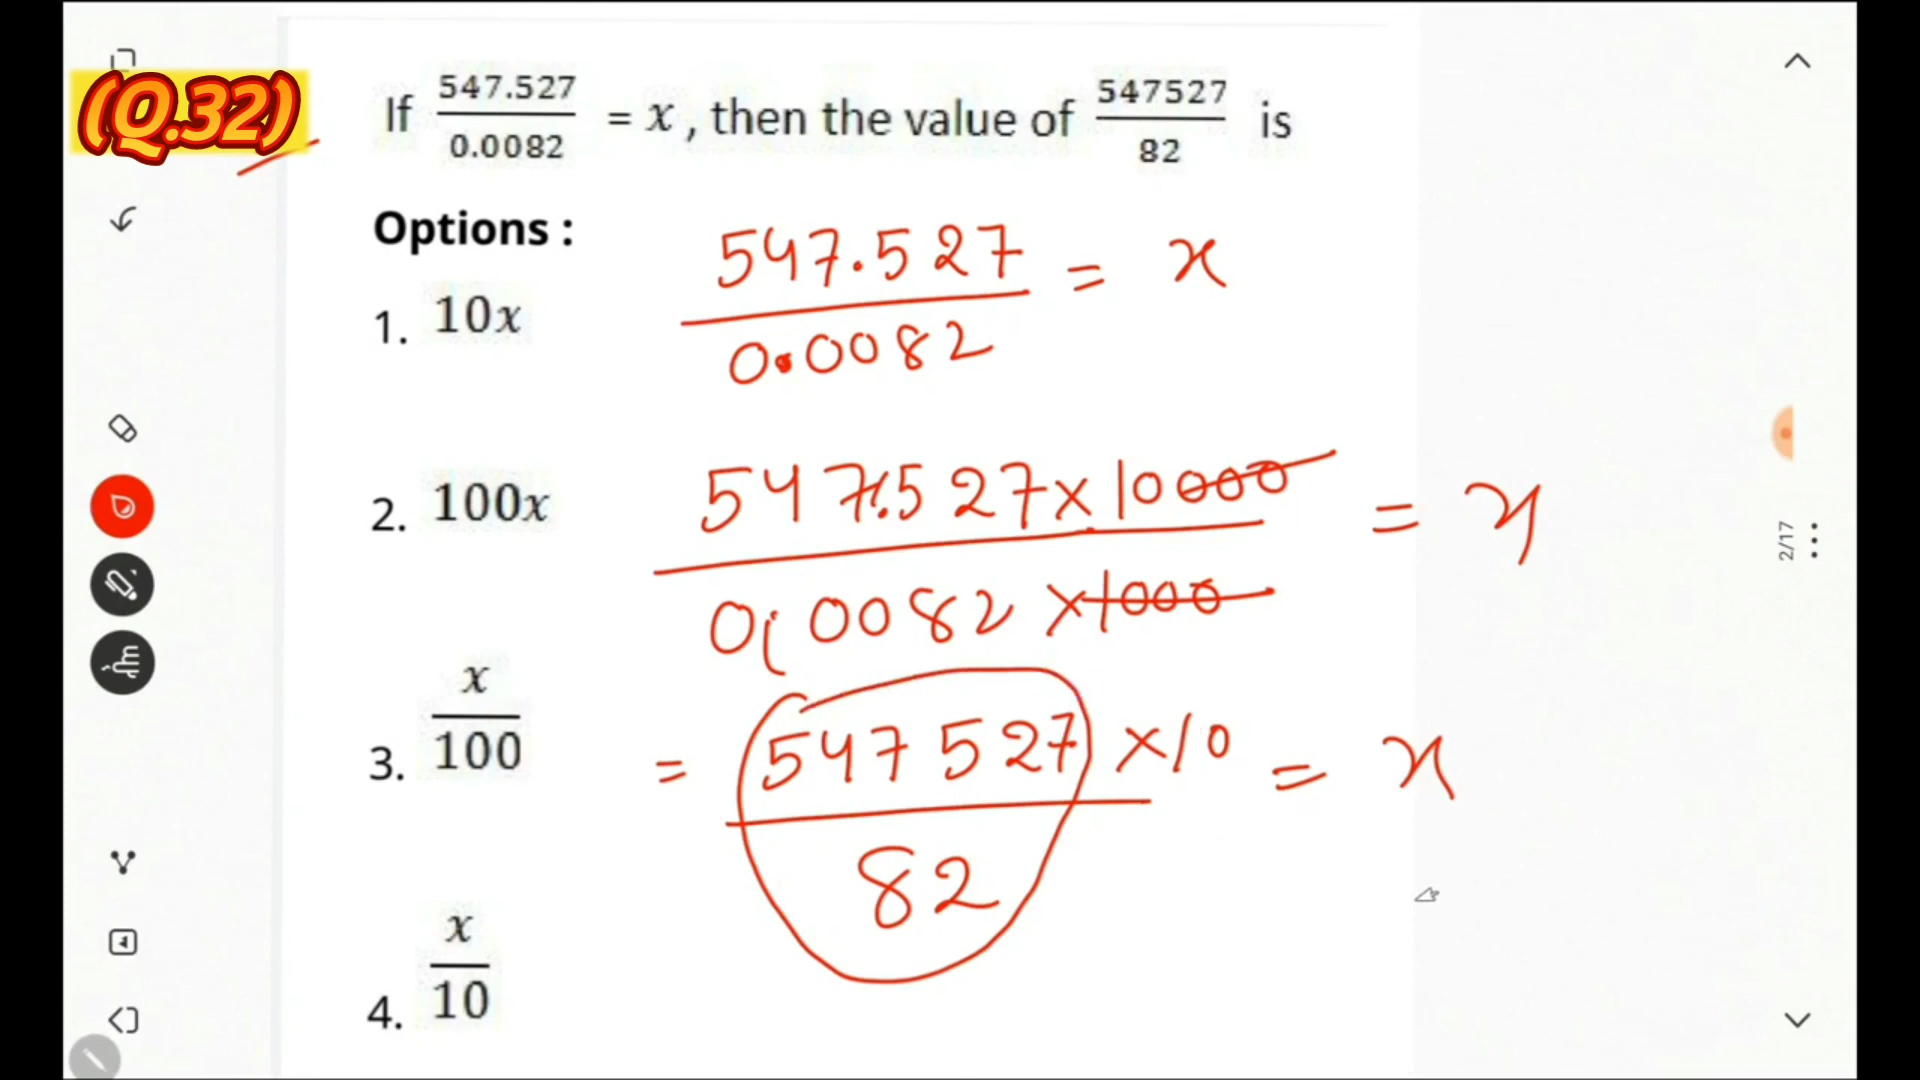 (Q.32)
If 547.527/0.0082 = x, then the value of 547527/82 is
Options :
547.527/0.0082 = x
1. 10x
2. 100x
547.527×10000/0.0082×1000 = x
3. x/100
= 547527×10/82 = x
4. x/10
2/17